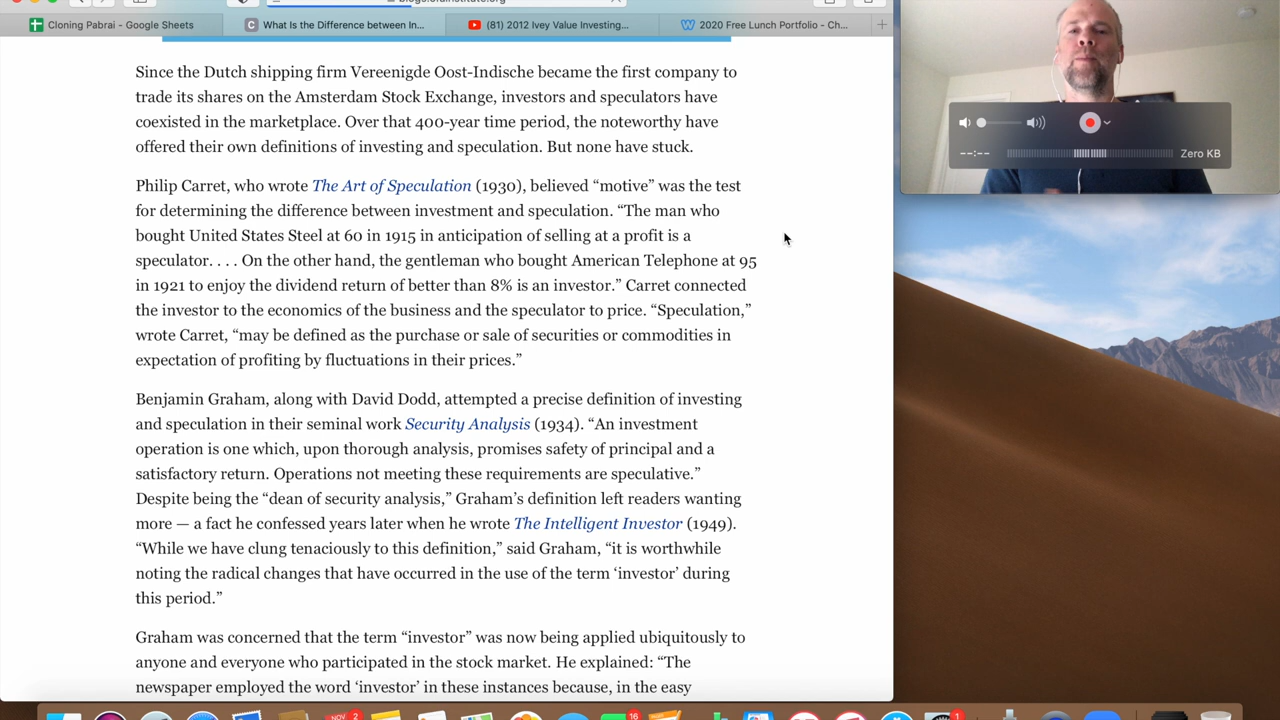 blogs.cfainstitute.org
Cloning Pabrai - Google Sheets
What Is the Difference between In...
(81) 2012 Ivey Value Investing...
2020 Free Lunch Portfolio - Ch...
Since the Dutch shipping firm Vereenigde Oost-Indische became the first company to
trade its shares on the Amsterdam Stock Exchange, investors and speculators have
coexisted in the marketplace. Over that 400-year time period, the noteworthy have
offered their own definitions of investing and speculation. But none have stuck.
Philip Carret, who wrote The Art of Speculation (1930), believed “motive” was the test
for determining the difference between investment and speculation. “The man who
bought United States Steel at 60 in 1915 in anticipation of selling at a profit is a
speculator. . . . On the other hand, the gentleman who bought American Telephone at 95
in 1921 to enjoy the dividend return of better than 8% is an investor.” Carret connected
the investor to the economics of the business and the speculator to price. “Speculation,”
wrote Carret, “may be defined as the purchase or sale of securities or commodities in
expectation of profiting by fluctuations in their prices.”
Benjamin Graham, along with David Dodd, attempted a precise definition of investing
and speculation in their seminal work Security Analysis (1934). “An investment
operation is one which, upon thorough analysis, promises safety of principal and a
satisfactory return. Operations not meeting these requirements are speculative.”
Despite being the “dean of security analysis,” Graham’s definition left readers wanting
more — a fact he confessed years later when he wrote The Intelligent Investor (1949).
“While we have clung tenaciously to this definition,” said Graham, “it is worthwhile
noting the radical changes that have occurred in the use of the term ‘investor’ during
this period.”
Graham was concerned that the term “investor” was now being applied ubiquitously to
anyone and everyone who participated in the stock market. He explained: “The
newspaper employed the word ‘investor’ in these instances because, in the easy
--:--
Zero KB
NOV
2
16
1